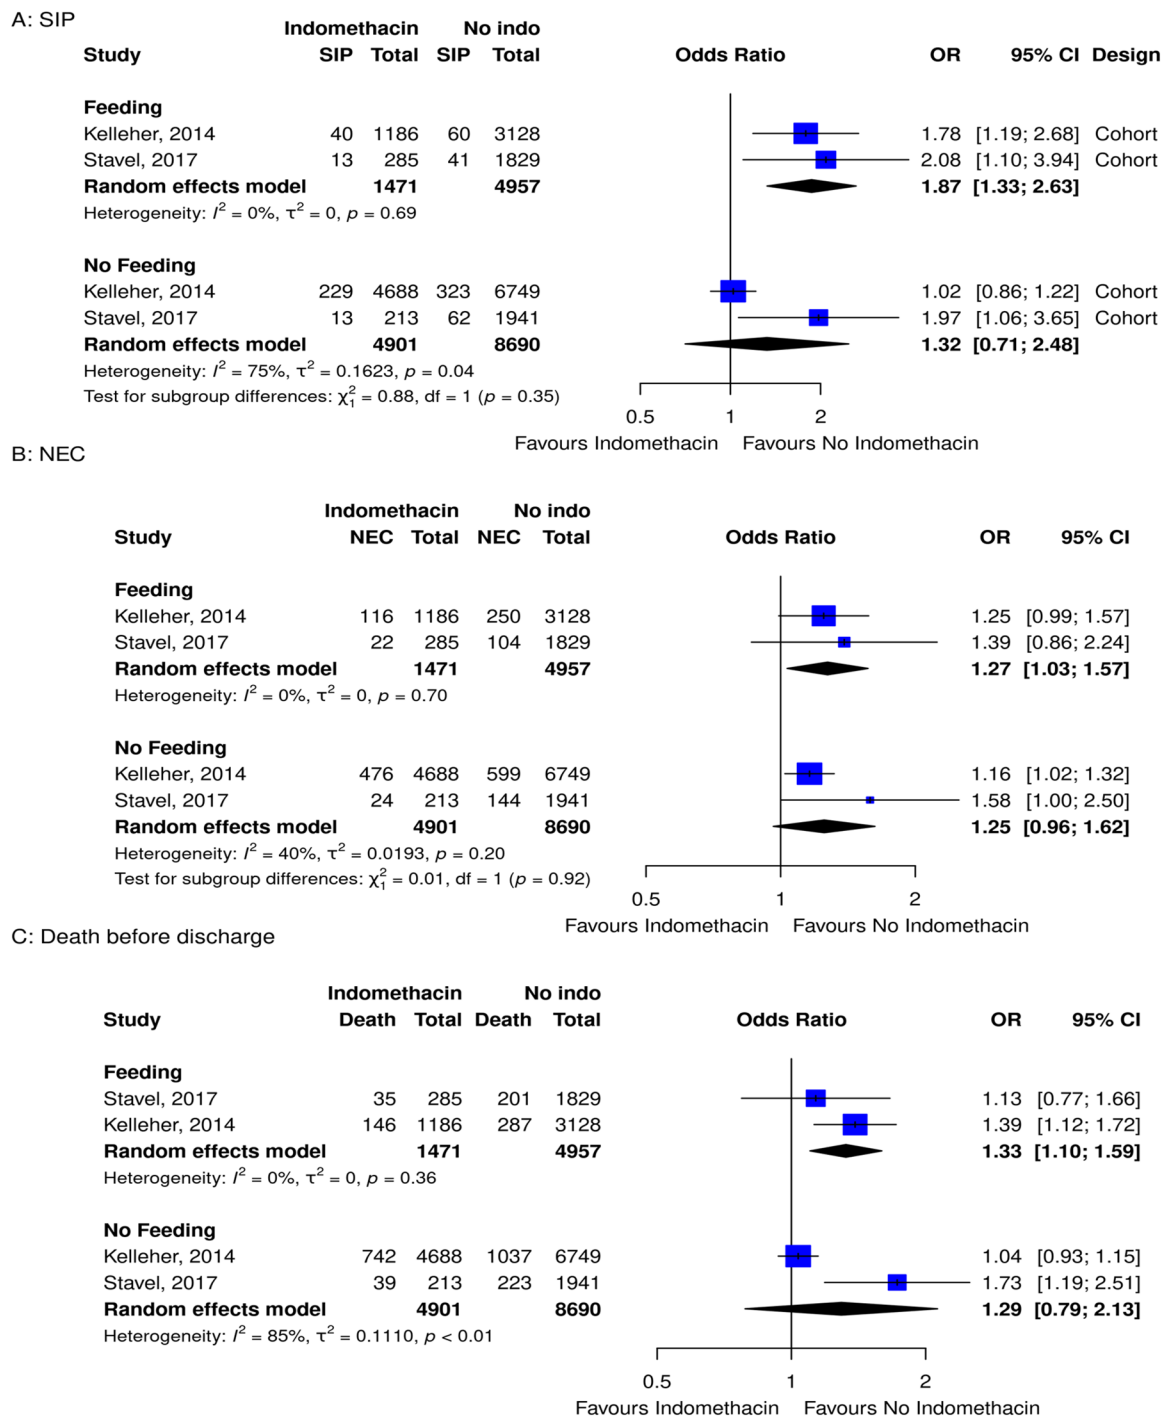 A: SIP
Indomethacin No indo
Study SIP Total SIP Total Odds Ratio OR 95% CI Design
Feeding
Kelleher, 2014 40 1186 60 3128 1.78 [1.19; 2.68] Cohort
Stavel, 2017 13 285 41 1829 2.08 [1.10; 3.94] Cohort
Random effects model 1471 4957 1.87 [1.33; 2.63]
Heterogeneity: I² = 0%, τ² = 0, p = 0.69
No Feeding
Kelleher, 2014 229 4688 323 6749 1.02 [0.86; 1.22] Cohort
Stavel, 2017 13 213 62 1941 1.97 [1.06; 3.65] Cohort
Random effects model 4901 8690 1.32 [0.71; 2.48]
Heterogeneity: I² = 75%, τ² = 0.1623, p = 0.04
Test for subgroup differences: χ₁² = 0.88, df = 1 (p = 0.35)
0.5 1 2
Favours Indomethacin Favours No Indomethacin
B: NEC
Indomethacin No indo
Study NEC Total NEC Total Odds Ratio OR 95% CI
Feeding
Kelleher, 2014 116 1186 250 3128 1.25 [0.99; 1.57]
Stavel, 2017 22 285 104 1829 1.39 [0.86; 2.24]
Random effects model 1471 4957 1.27 [1.03; 1.57]
Heterogeneity: I² = 0%, τ² = 0, p = 0.70
No Feeding
Kelleher, 2014 476 4688 599 6749 1.16 [1.02; 1.32]
Stavel, 2017 24 213 144 1941 1.58 [1.00; 2.50]
Random effects model 4901 8690 1.25 [0.96; 1.62]
Heterogeneity: I² = 40%, τ² = 0.0193, p = 0.20
Test for subgroup differences: χ₁² = 0.01, df = 1 (p = 0.92)
0.5 1 2
Favours Indomethacin Favours No Indomethacin
C: Death before discharge
Indomethacin No indo
Study Death Total Death Total Odds Ratio OR 95% CI
Feeding
Stavel, 2017 35 285 201 1829 1.13 [0.77; 1.66]
Kelleher, 2014 146 1186 287 3128 1.39 [1.12; 1.72]
Random effects model 1471 4957 1.33 [1.10; 1.59]
Heterogeneity: I² = 0%, τ² = 0, p = 0.36
No Feeding
Kelleher, 2014 742 4688 1037 6749 1.04 [0.93; 1.15]
Stavel, 2017 39 213 223 1941 1.73 [1.19; 2.51]
Random effects model 4901 8690 1.29 [0.79; 2.13]
Heterogeneity: I² = 85%, τ² = 0.1110, p < 0.01
0.5 1 2
Favours Indomethacin Favours No Indomethacin